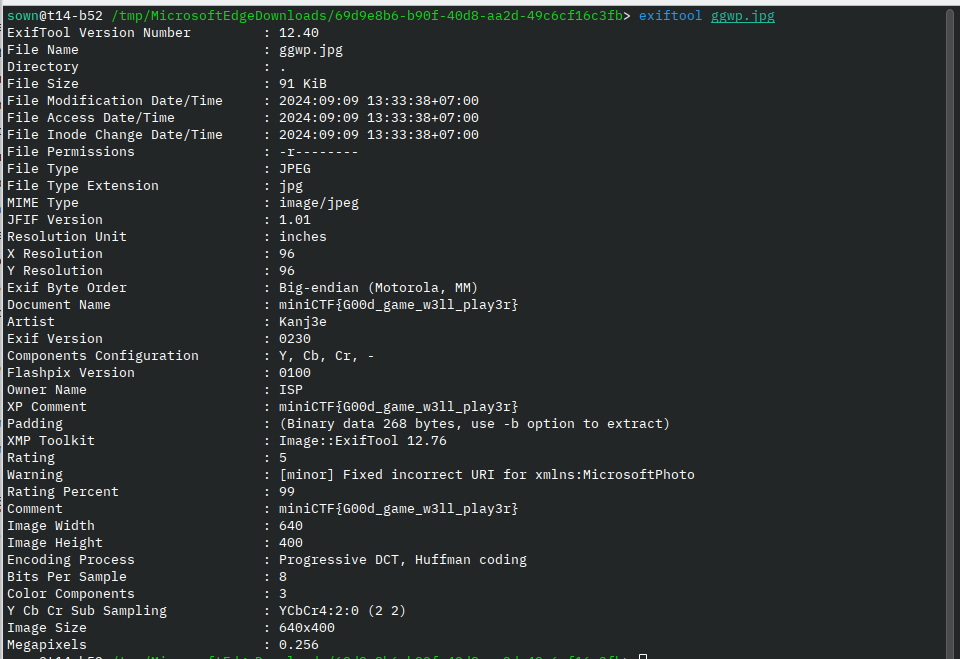 sown@t14-b52 /tmp/MicrosoftEdgeDownloads/69d9e8b6-b90f-40d8-aa2d-49c6cf16c3fb> exiftool ggwp.jpg
ExifTool Version Number         : 12.40
File Name                       : ggwp.jpg
Directory                       : .
File Size                       : 91 KiB
File Modification Date/Time     : 2024:09:09 13:33:38+07:00
File Access Date/Time           : 2024:09:09 13:33:38+07:00
File Inode Change Date/Time     : 2024:09:09 13:33:38+07:00
File Permissions                : -r--------
File Type                       : JPEG
File Type Extension             : jpg
MIME Type                       : image/jpeg
JFIF Version                    : 1.01
Resolution Unit                 : inches
X Resolution                    : 96
Y Resolution                    : 96
Exif Byte Order                 : Big-endian (Motorola, MM)
Document Name                   : miniCTF{G00d_game_w3ll_play3r}
Artist                          : Kanj3e
Exif Version                    : 0230
Components Configuration        : Y, Cb, Cr, -
Flashpix Version                : 0100
Owner Name                      : ISP
XP Comment                      : miniCTF{G00d_game_w3ll_play3r}
Padding                         : (Binary data 268 bytes, use -b option to extract)
XMP Toolkit                     : Image::ExifTool 12.76
Rating                          : 5
Warning                         : [minor] Fixed incorrect URI for xmlns:MicrosoftPhoto
Rating Percent                  : 99
Comment                         : miniCTF{G00d_game_w3ll_play3r}
Image Width                     : 640
Image Height                    : 400
Encoding Process                : Progressive DCT, Huffman coding
Bits Per Sample                 : 8
Color Components                : 3
Y Cb Cr Sub Sampling            : YCbCr4:2:0 (2 2)
Image Size                      : 640x400
Megapixels                      : 0.256